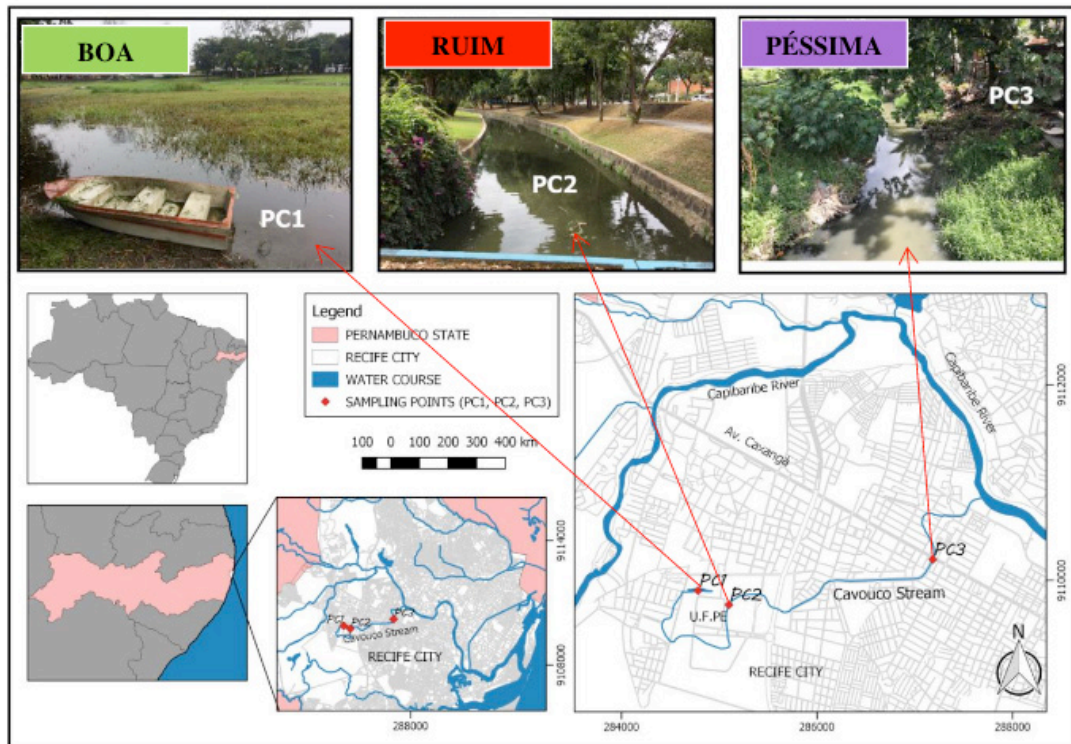 BOA
RUIM
PÉSSIMA
PC1
PC2
PC3
Legend
PERNAMBUCO STATE
RECIFE CITY
WATER COURSE
SAMPLING POINTS (PC1, PC2, PC3)
100 0 100 200 300 400 km
Capibaribe River
Capibaribe River
Av. Caxangá
PC1
PC2
PC3
U.F.PE
Cavouco Stream
RECIFE CITY
N
9112000
9110000
284000
286000
288000
PC1
PC2
PC3
Cavouco Stream
RECIFE CITY
9114000
9108000
288000